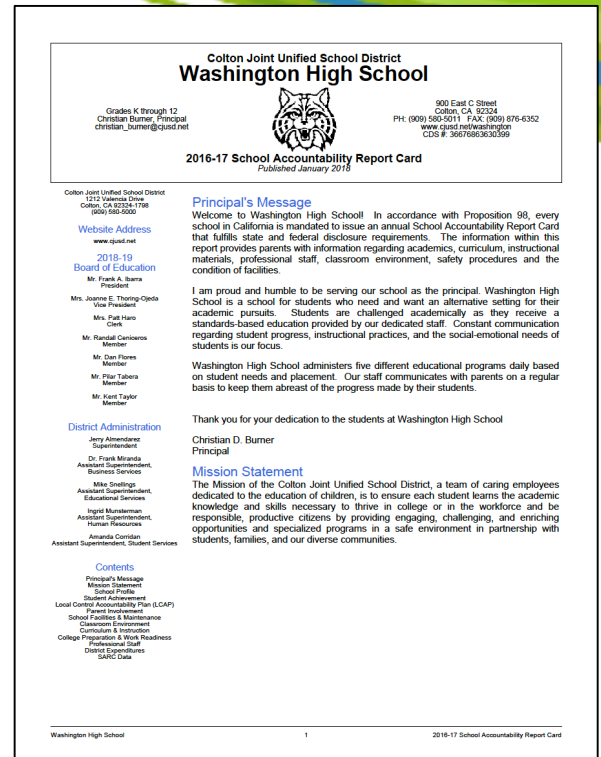 Colton Joint Unified School District
Washington High School
Grades K through 12
Christian Burner, Principal
christian_burner@cjusd.net
900 East C Street
Colton, CA 92324
PH: (909) 580-5011 FAX: (909) 876-6352
www.cjusd.net/washington
CDS #: 36676863630399
2016-17 School Accountability Report Card
Published January 2018
Colton Joint Unified School District
1212 Valencia Drive
Colton, CA 92324-1798
(909) 580-5000
Website Address
www.cjusd.net
2018-19
Board of Education
Mr. Frank A. Ibarra
President
Mrs. Joanne E. Thoring-Ojeda
Vice President
Mrs. Patt Haro
Clerk
Mr. Randall Ceniceros
Member
Mr. Dan Flores
Member
Mr. Pilar Tabera
Member
Mr. Kent Taylor
Member
District Administration
Jerry Almendarez
Superintendent
Dr. Frank Miranda
Assistant Superintendent,
Business Services
Mike Snellings
Assistant Superintendent,
Educational Services
Ingrid Munsterman
Assistant Superintendent,
Human Resources
Amanda Corridan
Assistant Superintendent, Student Services
Contents
Principal's Message
Mission Statement
School Profile
Student Achievement
Local Control Accountability Plan (LCAP)
Parent Involvement
School Facilities & Maintenance
Classroom Environment
Curriculum & Instruction
College Preparation & Work Readiness
Professional Staff
District Expenditures
SARC Data
Principal's Message
Welcome to Washington High School! In accordance with Proposition 98, every
school in California is mandated to issue an annual School Accountability Report Card
that fulfills state and federal disclosure requirements. The information within this
report provides parents with information regarding academics, curriculum, instructional
materials, professional staff, classroom environment, safety procedures and the
condition of facilities.
I am proud and humble to be serving our school as the principal. Washington High
School is a school for students who need and want an alternative setting for their
academic pursuits. Students are challenged academically as they receive a
standards-based education provided by our dedicated staff. Constant communication
regarding student progress, instructional practices, and the social-emotional needs of
students is our focus.
Washington High School administers five different educational programs daily based
on student needs and placement. Our staff communicates with parents on a regular
basis to keep them abreast of the progress made by their students.
Thank you for your dedication to the students at Washington High School
Christian D. Burner
Principal
Mission Statement
The Mission of the Colton Joint Unified School District, a team of caring employees
dedicated to the education of children, is to ensure each student learns the academic
knowledge and skills necessary to thrive in college or in the workforce and be
responsible, productive citizens by providing engaging, challenging, and enriching
opportunities and specialized programs in a safe environment in partnership with
students, families, and our diverse communities.
Washington High School
1
2016-17 School Accountability Report Card